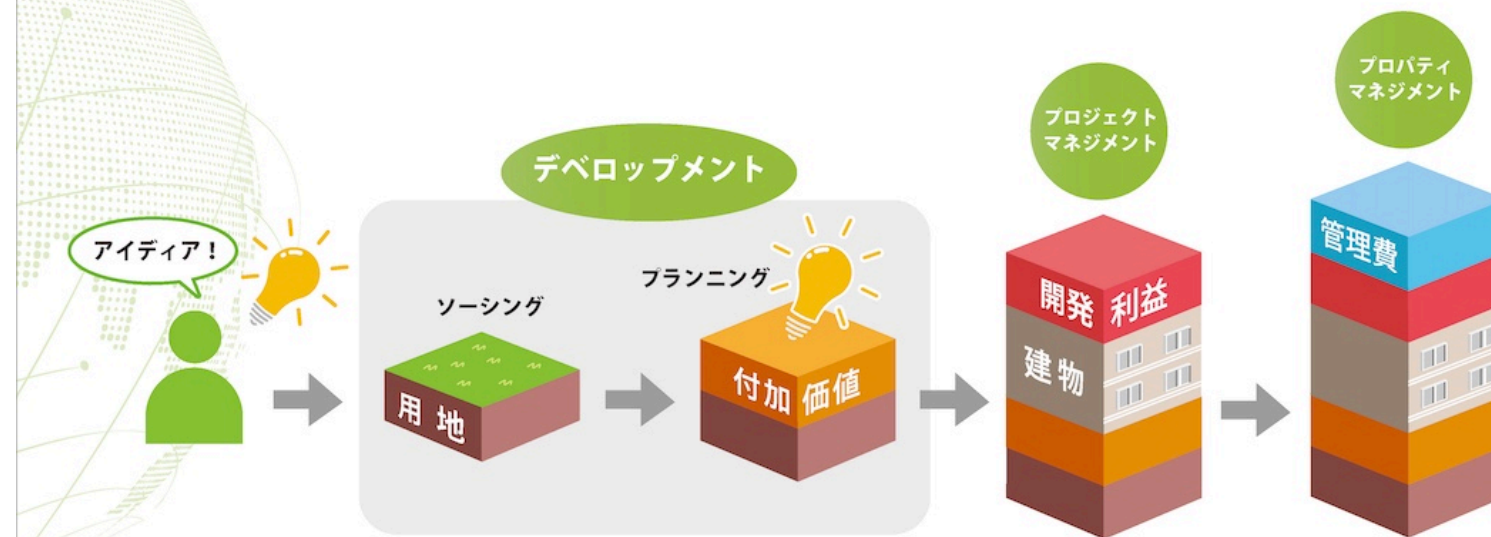 アイディア！
デベロップメント
ソーシング
用地
プランニング
付加価値
プロジェクト
マネジメント
開発利益
建物
プロパティ
マネジメント
管理費